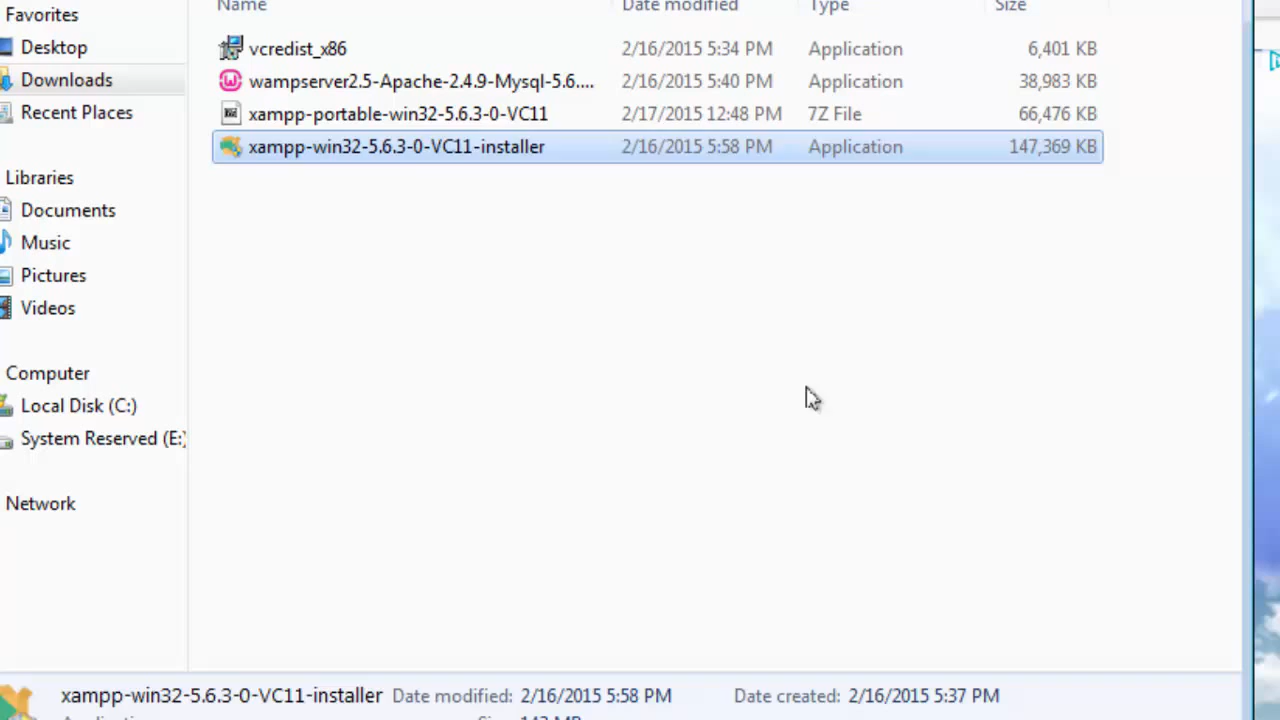 Favorites
Desktop
Downloads
Recent Places
Libraries
Documents
Music
Pictures
Videos
Computer
Local Disk (C:)
System Reserved (E:)
Network
Name Date modified Type Size
vcredist_x86 2/16/2015 5:34 PM Application 6,401 KB
wampserver2.5-Apache-2.4.9-Mysql-5.6.... 2/16/2015 5:40 PM Application 38,983 KB
xampp-portable-win32-5.6.3-0-VC11 2/17/2015 12:48 PM 7Z File 66,476 KB
xampp-win32-5.6.3-0-VC11-installer 2/16/2015 5:58 PM Application 147,369 KB
xampp-win32-5.6.3-0-VC11-installer Date modified: 2/16/2015 5:58 PM Date created: 2/16/2015 5:37 PM